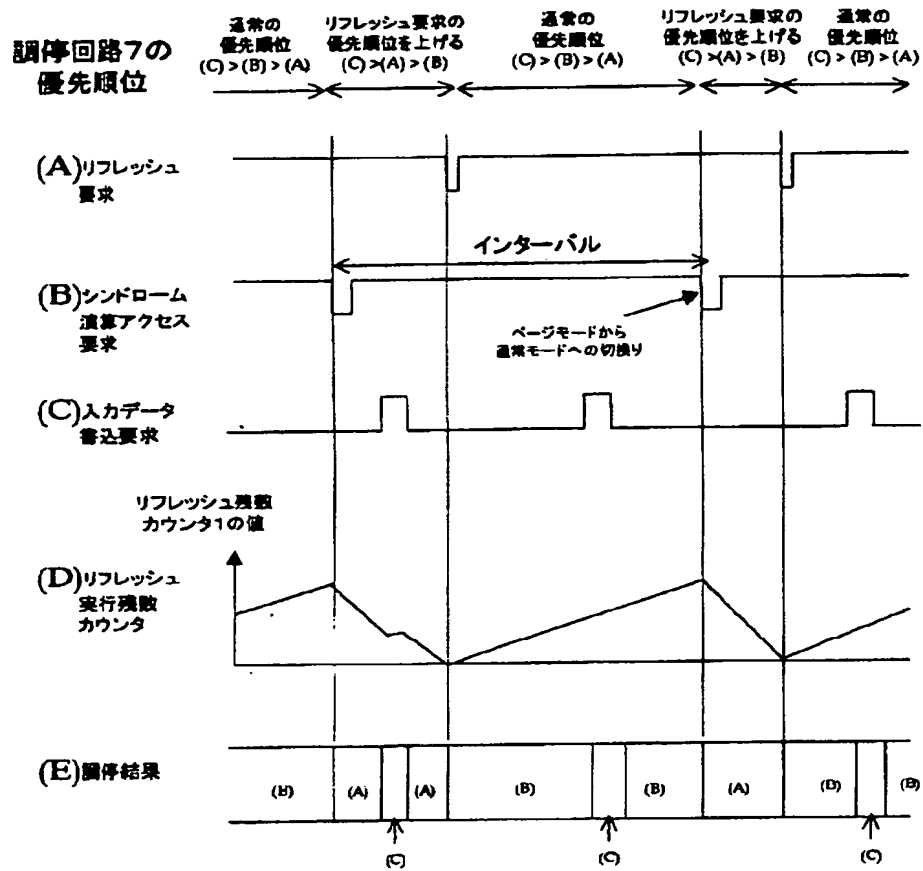 調停回路7の
優先順位
通常の
優先順位
(C) > (B) > (A)
リフレッシュ要求の
優先順位を上げる
(C) >(A) > (B)
通常の
優先順位
(C) > (B) > (A)
リフレッシュ要求の
優先順位を上げる
(C) >(A) > (B)
通常の
優先順位
(C) > (B) > (A)
(A)リフレッシュ
要求
インターバル
(B)シンドローム
演算アクセス
要求
ページモードから
通常モードへの切換り
(C)入力データ
書込要求
リフレッシュ残数
カウンタ1の値
(D)リフレッシュ
実行残数
カウンタ
(E)調停結果
(B)
(A)
(A)
(B)
(B)
(A)
(B)
(B)
(C)
(C)
(C)